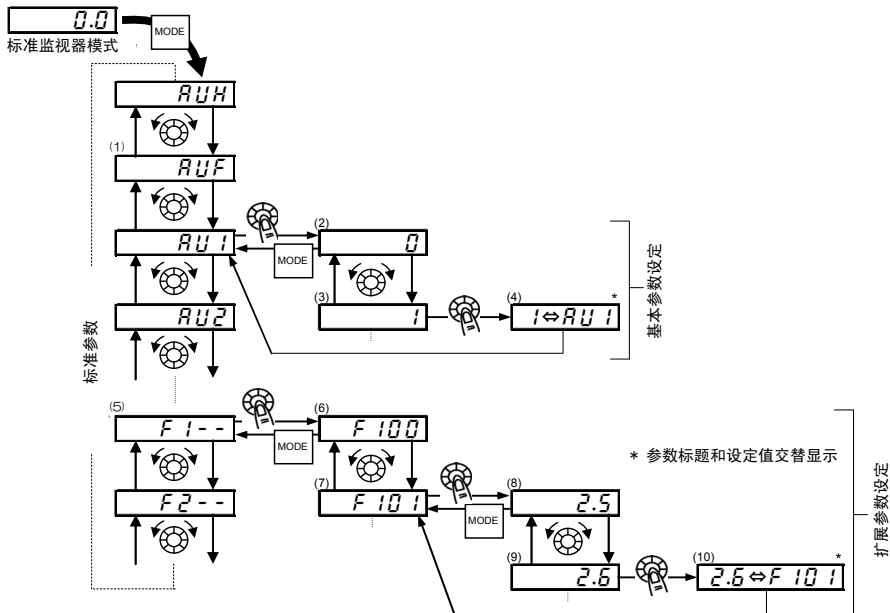 0.0
MODE
标准监视器模式
AUH
(1)
AUF
AU1
(2)
0
MODE
(3)
1
(4)
1⇔AU1
*
基本参数设定
AU2
标准参数
(5)
F1--
(6)
F100
MODE
* 参数标题和设定值交替显示
F2--
(7)
F101
(8)
2.5
MODE
(9)
2.6
(10)
2.6⇔F101
*
扩展参数设定